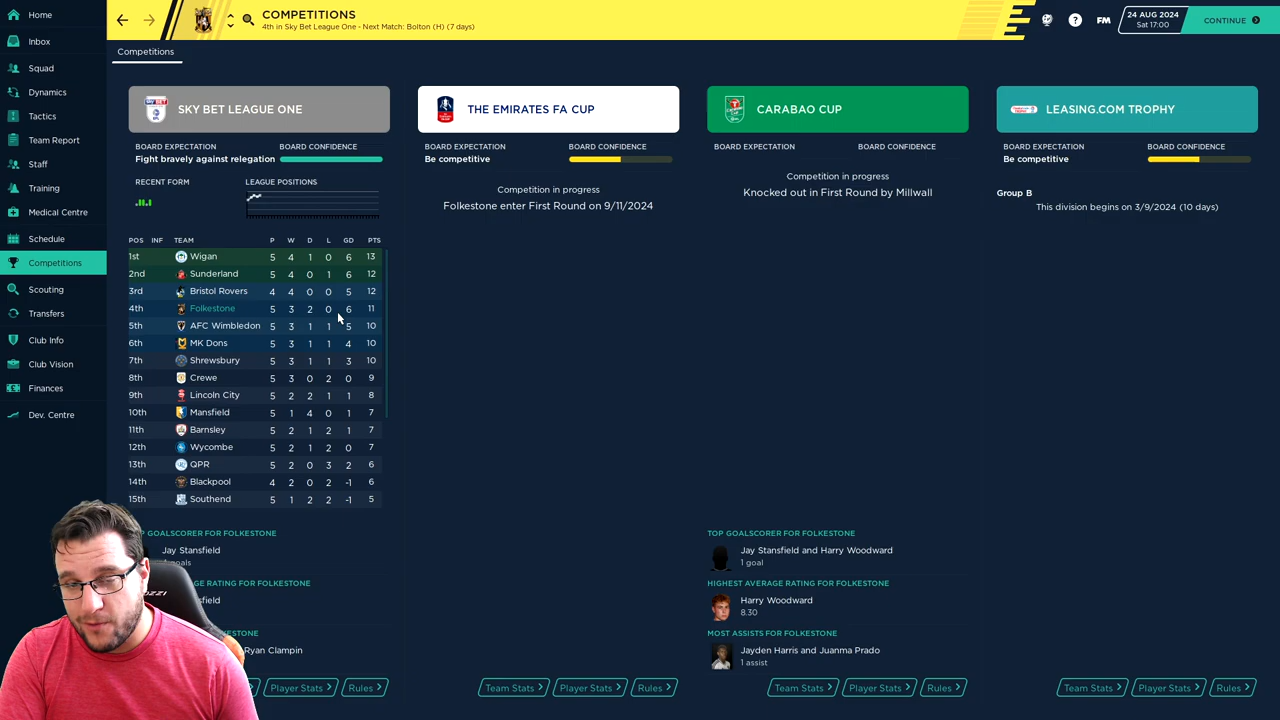 Home
Inbox
Squad
Dynamics
Tactics
Team Report
Staff
Training
Medical Centre
Schedule
Competitions
Scouting
Transfers
Club Info
Club Vision
Finances
Dev. Centre
COMPETITIONS
4th in Sky Bet League One - Next Match: Bolton (H) (7 days)
FM
24 AUG 2024
Sat 17:00
CONTINUE
Competitions
SKY BET LEAGUE ONE
BOARD EXPECTATION BOARD CONFIDENCE
Fight bravely against relegation
RECENT FORM LEAGUE POSITIONS
POS INF TEAM P W D L GD PTS
1st Wigan 5 4 1 0 6 13
2nd Sunderland 5 4 0 1 6 12
3rd Bristol Rovers 4 4 0 0 5 12
4th Folkestone 5 3 2 0 6 11
5th AFC Wimbledon 5 3 1 1 5 10
6th MK Dons 5 3 1 1 4 10
7th Shrewsbury 5 3 1 1 3 10
8th Crewe 5 3 0 2 0 9
9th Lincoln City 5 2 2 1 1 8
10th Mansfield 5 1 4 0 1 7
11th Barnsley 5 2 1 2 1 7
12th Wycombe 5 2 1 2 0 7
13th QPR 5 2 0 3 2 6
14th Blackpool 4 2 0 2 -1 6
15th Southend 5 1 2 2 -1 5
GOALSCORER FOR FOLKESTONE
Jay Stansfield
RATING FOR FOLKESTONE
Ryan Clampin
Player Stats
Rules
THE EMIRATES FA CUP
BOARD EXPECTATION BOARD CONFIDENCE
Be competitive
Competition in progress
Folkestone enter First Round on 9/11/2024
Team Stats
Player Stats
Rules
CARABAO CUP
BOARD EXPECTATION BOARD CONFIDENCE
Competition in progress
Knocked out in First Round by Millwall
TOP GOALSCORER FOR FOLKESTONE
Jay Stansfield and Harry Woodward
1 goal
HIGHEST AVERAGE RATING FOR FOLKESTONE
Harry Woodward
8.30
MOST ASSISTS FOR FOLKESTONE
Jayden Harris and Juanma Prado
1 assist
Team Stats
Player Stats
Rules
LEASING.COM TROPHY
BOARD EXPECTATION BOARD CONFIDENCE
Be competitive
Group B
This division begins on 3/9/2024 (10 days)
Team Stats
Player Stats
Rules